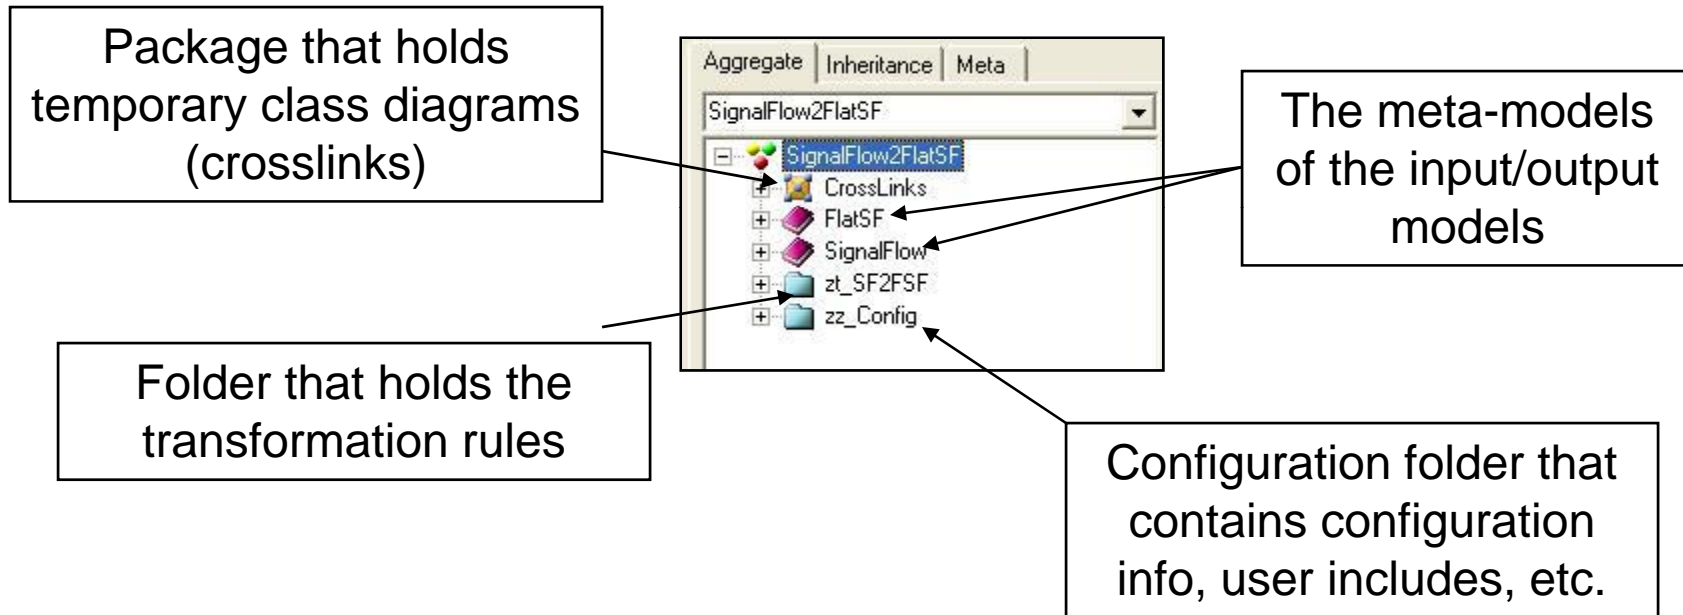 Package that holds
temporary class diagrams
(crosslinks)
Aggregate Inheritance Meta
SignalFlow2FlatSF
SignalFlow2FlatSF
CrossLinks
FlatSF
SignalFlow
zt_SF2FSF
zz_Config
The meta-models
of the input/output
models
Folder that holds the
transformation rules
Configuration folder that
contains configuration
info, user includes, etc.